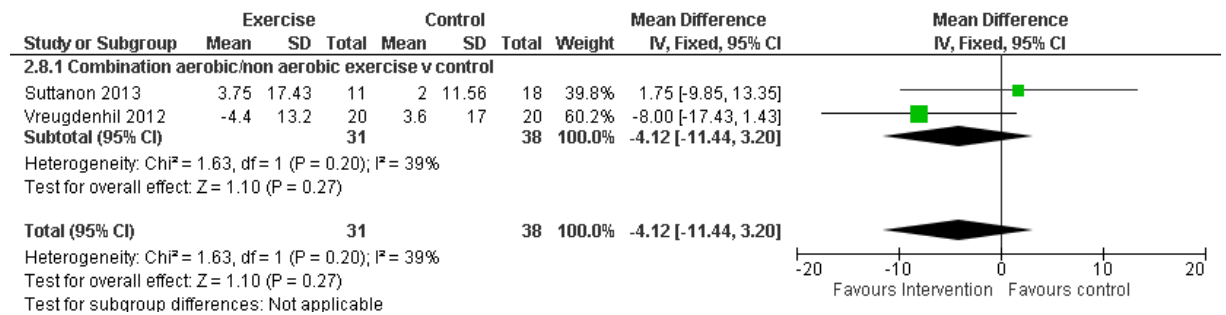 Exercise Control Mean Difference Mean Difference
Study or Subgroup Mean SD Total Mean SD Total Weight IV, Fixed, 95% CI IV, Fixed, 95% CI
2.8.1 Combination aerobic/non aerobic exercise v control
Suttanon 2013 3.75 17.43 11 2 11.56 18 39.8% 1.75 [-9.85, 13.35]
Vreugdenhil 2012 -4.4 13.2 20 3.6 17 20 60.2% -8.00 [-17.43, 1.43]
Subtotal (95% CI) 31 38 100.0% -4.12 [-11.44, 3.20]
Heterogeneity: Chi² = 1.63, df = 1 (P = 0.20); I² = 39%
Test for overall effect: Z = 1.10 (P = 0.27)
Total (95% CI) 31 38 100.0% -4.12 [-11.44, 3.20]
Heterogeneity: Chi² = 1.63, df = 1 (P = 0.20); I² = 39%
Test for overall effect: Z = 1.10 (P = 0.27)
Test for subgroup differences: Not applicable
-20 -10 0 10 20
Favours Intervention Favours control